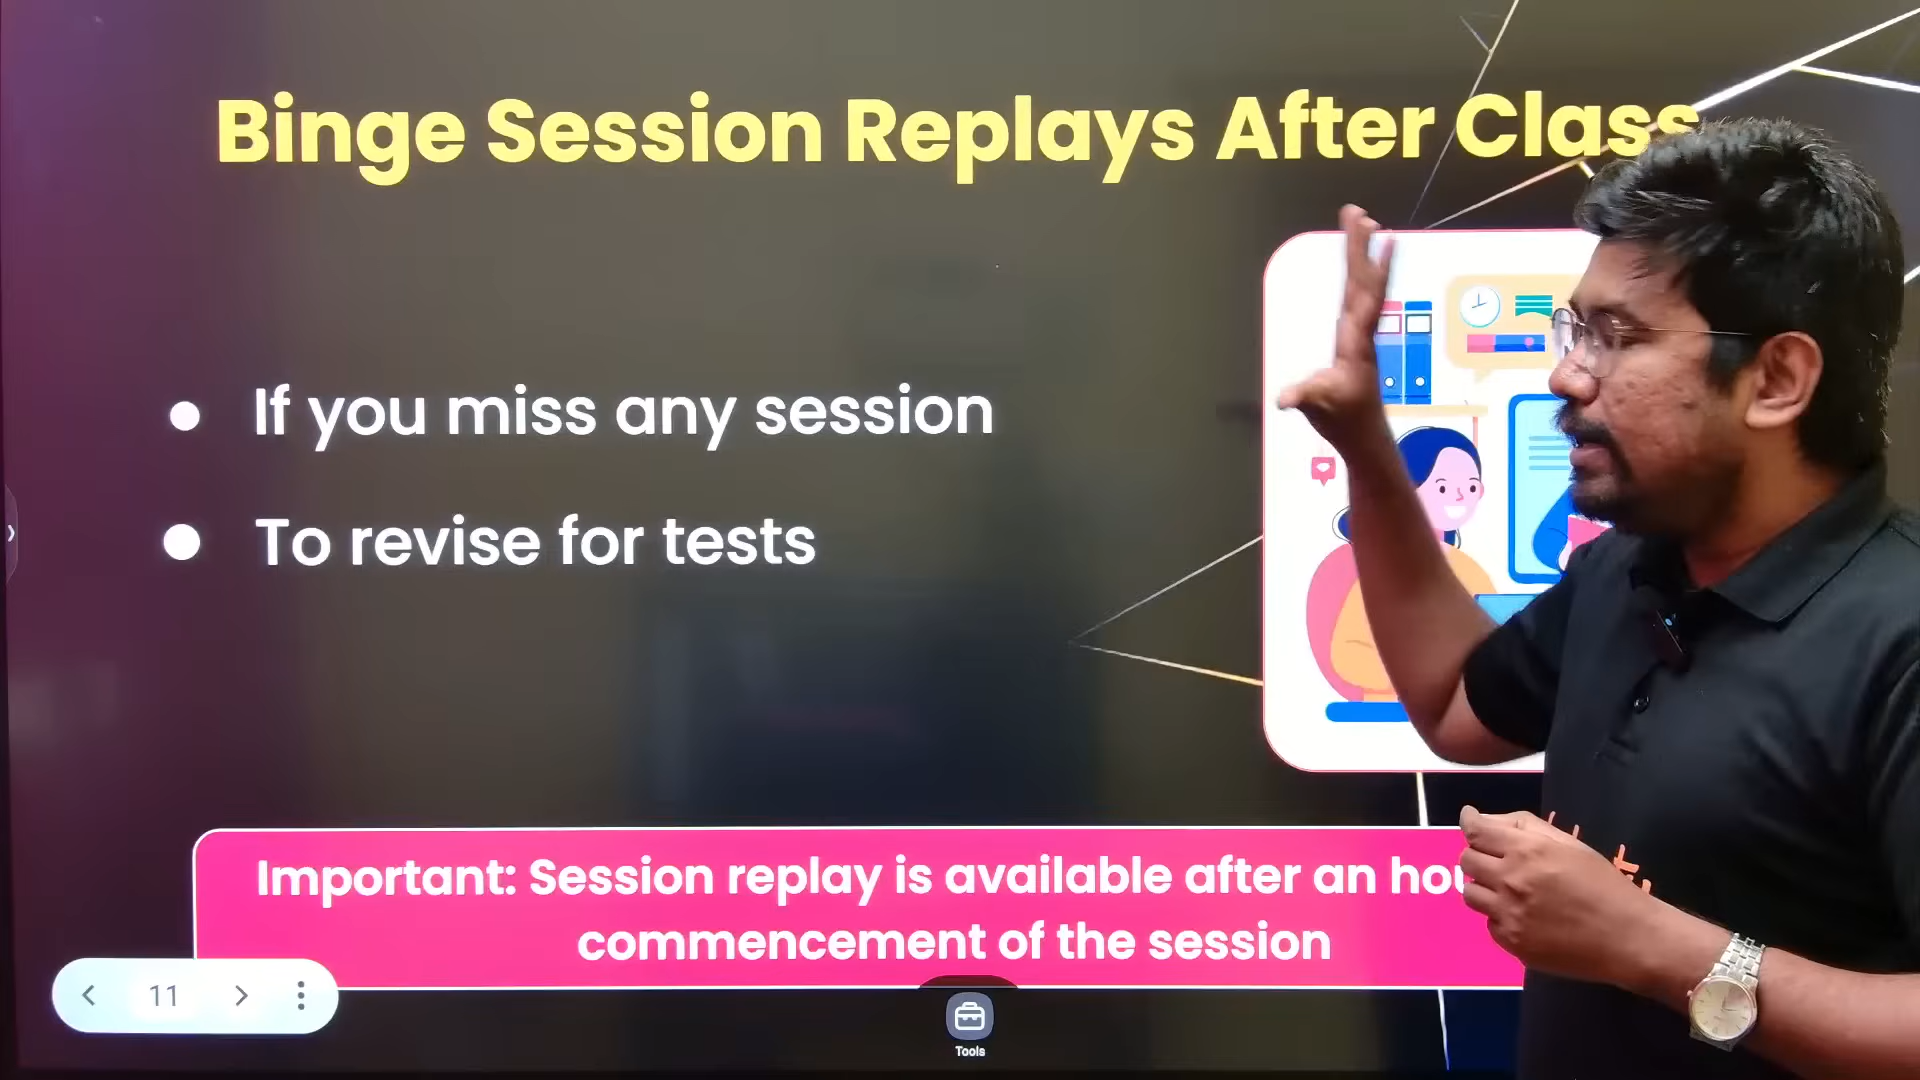 Binge Session Replays After Class
If you miss any session
To revise for tests
Important: Session replay is available after an
commencement of the session
11
Tools